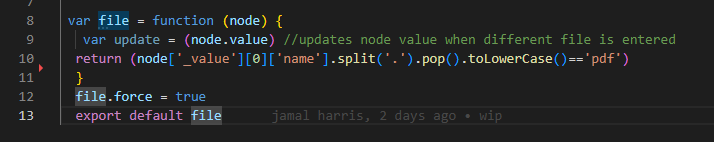 7
8 var file = function (node) {
9 var update = (node.value) //updates node value when different file is entered
10 return (node['_value'][0]['name'].split('.').pop().toLowerCase()=='pdf')
11 }
12 file.force = true
13 export default file jamal harris, 2 days ago • wip